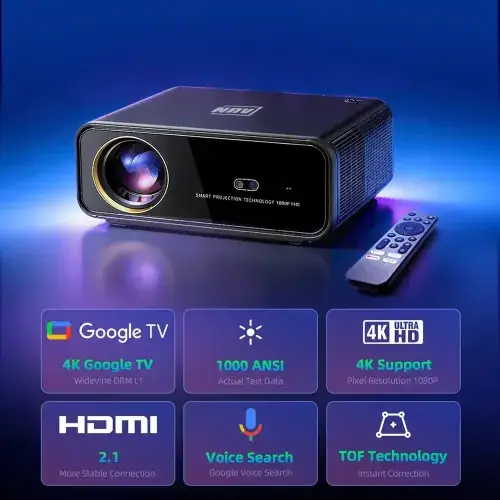 AUN
SMART PROJECTION TECHNOLOGY 1080P FHD
Google TV
4K Google TV
Widevine DRM L1
1000 ANSI
Actual Test Data
4K ULTRA HD
4K Support
Pixel Resolution 1080P
HDMI
2.1
More Stable Connection
Voice Search
Google Voice Search
TOF Technology
Instant Correction